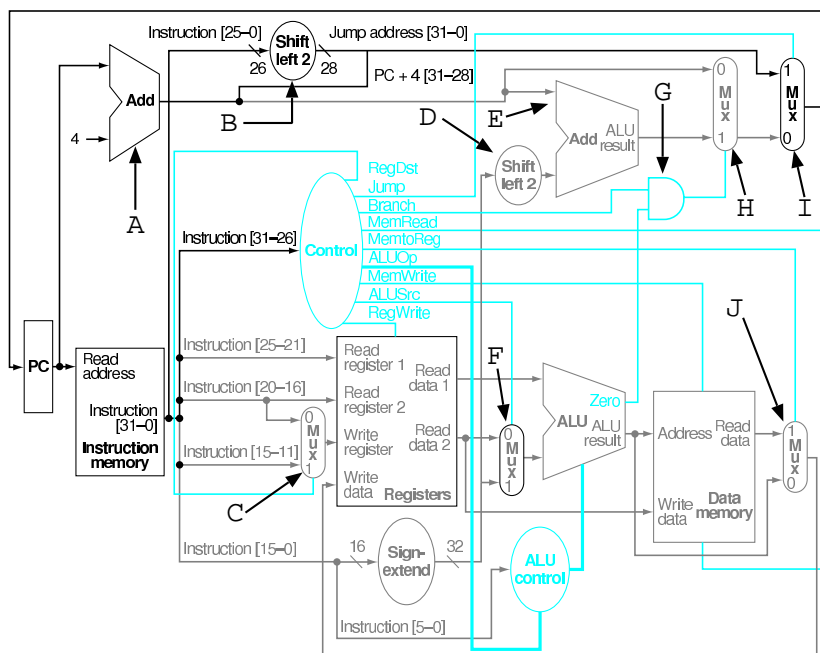 Instruction [25–0]
Shift
left 2
Jump address [31–0]
26
28
PC + 4 [31–28]
Add
4
A
B
D
E
G
H
I
0
M
u
x
1
1
M
u
x
0
Add
ALU
result
Shift
left 2
RegDst
Jump
Branch
MemRead
MemtoReg
ALUOp
MemWrite
ALUSrc
RegWrite
Control
Instruction [31–26]
PC
Read
address
Instruction
[31–0]
Instruction
memory
Instruction [25–21]
Instruction [20–16]
Instruction [15–11]
Instruction [15–0]
0
M
u
x
1
C
Read
register 1
Read
register 2
Write
register
Write
data
Read
data 1
Read
data 2
Registers
F
0
M
u
x
1
Zero
ALU
ALU
result
Address
Read
data
Write
data
Data
memory
J
1
M
u
x
0
16
Sign-
extend
32
ALU
control
Instruction [5–0]